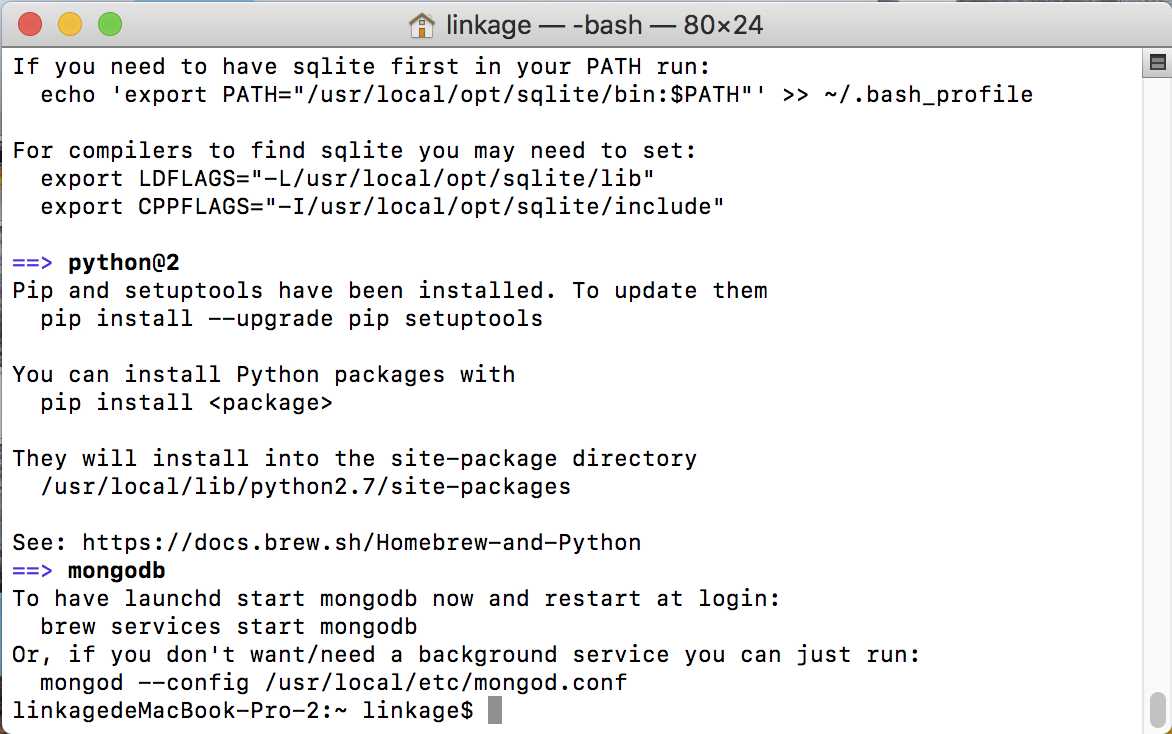 linkage — -bash — 80×24
If you need to have sqlite first in your PATH run:
  echo 'export PATH="/usr/local/opt/sqlite/bin:$PATH"' >> ~/.bash_profile

For compilers to find sqlite you may need to set:
  export LDFLAGS="-L/usr/local/opt/sqlite/lib"
  export CPPFLAGS="-I/usr/local/opt/sqlite/include"

==> python@2
Pip and setuptools have been installed. To update them
  pip install --upgrade pip setuptools

You can install Python packages with
  pip install <package>

They will install into the site-package directory
  /usr/local/lib/python2.7/site-packages

See: https://docs.brew.sh/Homebrew-and-Python
==> mongodb
To have launchd start mongodb now and restart at login:
  brew services start mongodb
Or, if you don't want/need a background service you can just run:
  mongod --config /usr/local/etc/mongod.conf
linkagedeMacBook-Pro-2:~ linkage$